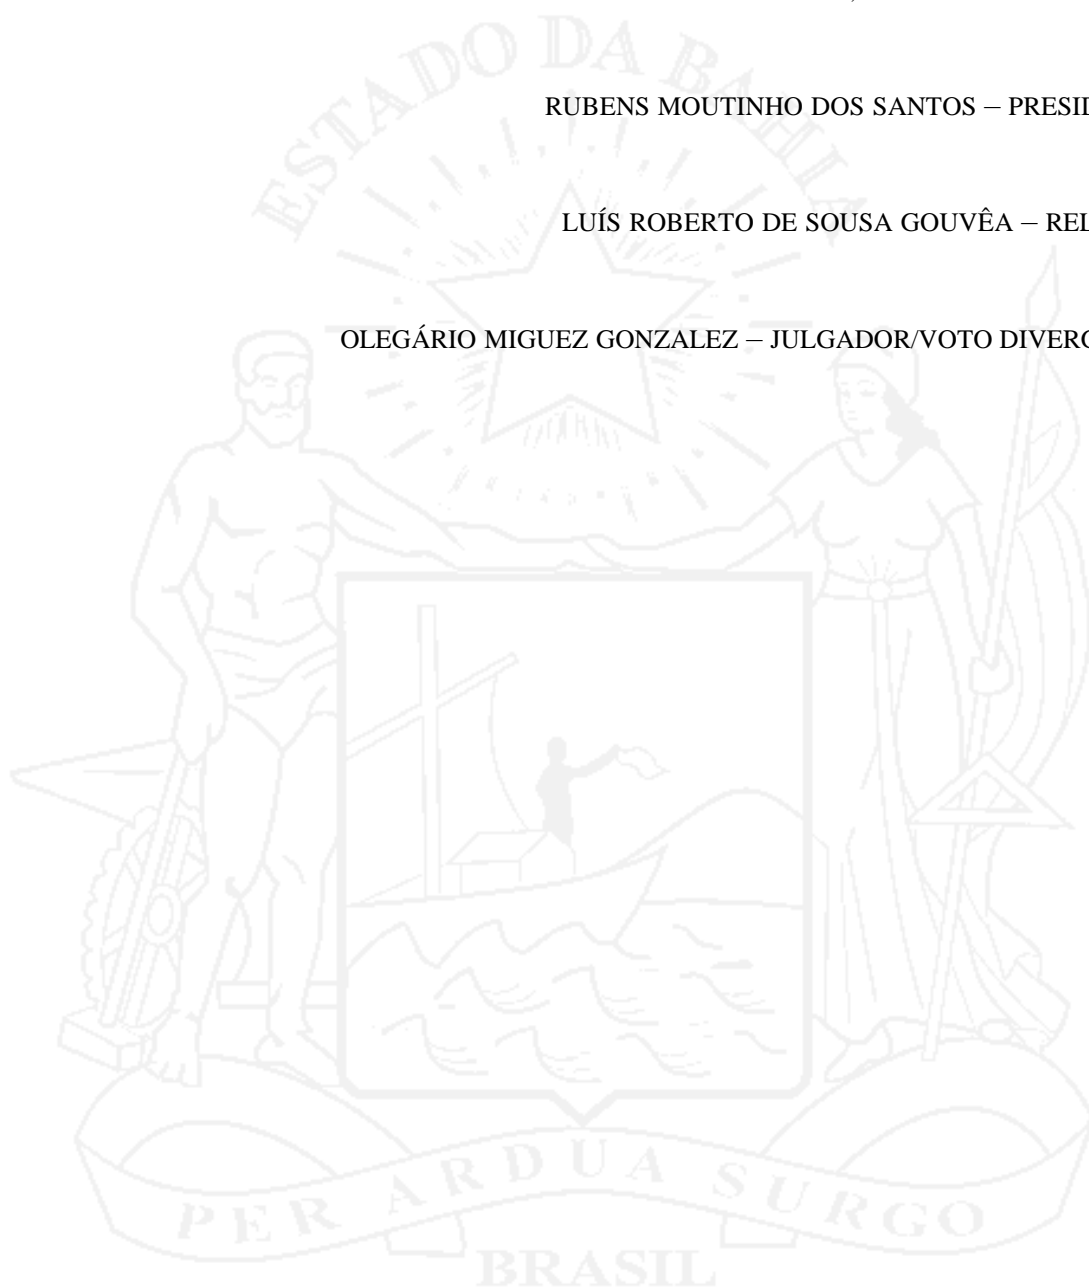 ESTADO DA BAHIA
RUBENS MOUTINHO DOS SANTOS – PRESI
LUÍS ROBERTO DE SOUSA GOUVÊA – REL
OLEGÁRIO MIGUEZ GONZALEZ – JULGADOR/VOTO DIVERG
PER ARDUA SURGO
BRASIL